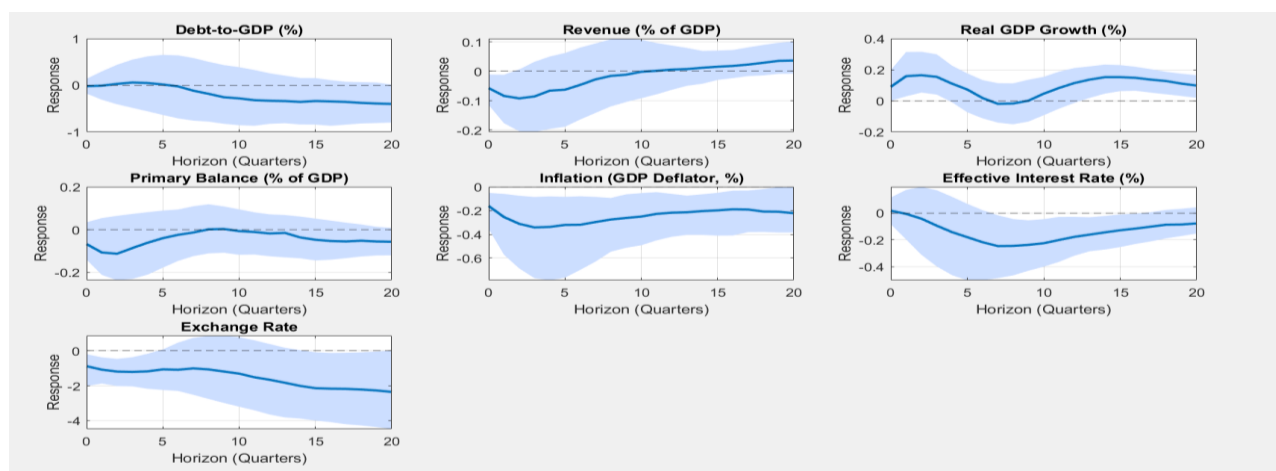 Debt-to-GDP (%)
Response
1
0
-1
0 5 10 15 20
Horizon (Quarters)
Revenue (% of GDP)
Response
0.1
0
-0.1
-0.2
0 5 10 15 20
Horizon (Quarters)
Real GDP Growth (%)
Response
0.4
0.2
0
-0.2
0 5 10 15 20
Horizon (Quarters)
Primary Balance (% of GDP)
Response
0.2
0
-0.2
0 5 10 15 20
Horizon (Quarters)
Inflation (GDP Deflator, %)
Response
0
-0.2
-0.4
-0.6
0 5 10 15 20
Horizon (Quarters)
Effective Interest Rate (%)
Response
0
-0.2
-0.4
0 5 10 15 20
Horizon (Quarters)
Exchange Rate
Response
0
-2
-4
0 5 10 15 20
Horizon (Quarters)